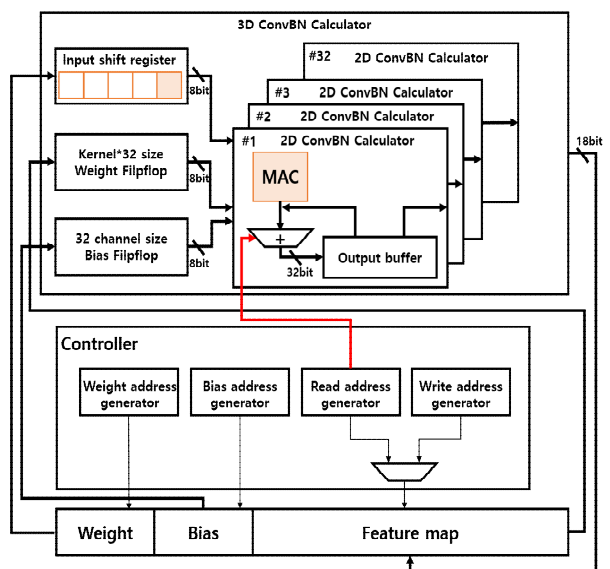 3D ConvBN Calculator
Input shift register
8bit
Kernel*32 size
Weight Filpflop
8bit
32 channel size
Bias Filpflop
8bit
#32 2D ConvBN Calculator
#3 2D ConvBN Calculator
#2 2D ConvBN Calculator
#1 2D ConvBN Calculator
MAC
+
32bit
Output buffer
18bit
Controller
Weight address
generator
Bias address
generator
Read address
generator
Write address
generator
Weight
Bias
Feature map